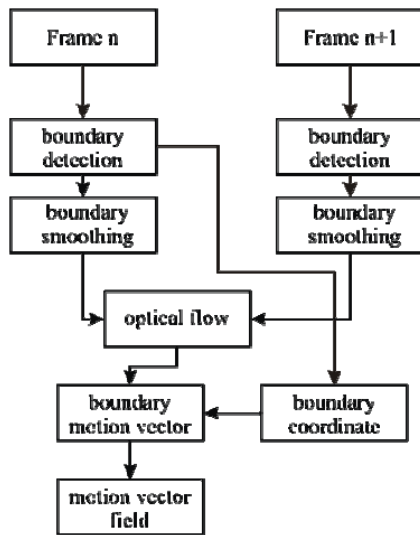 Frame n
Frame n+1
boundary
detection
boundary
detection
boundary
smoothing
boundary
smoothing
optical flow
boundary
motion vector
boundary
coordinate
motion vector
field